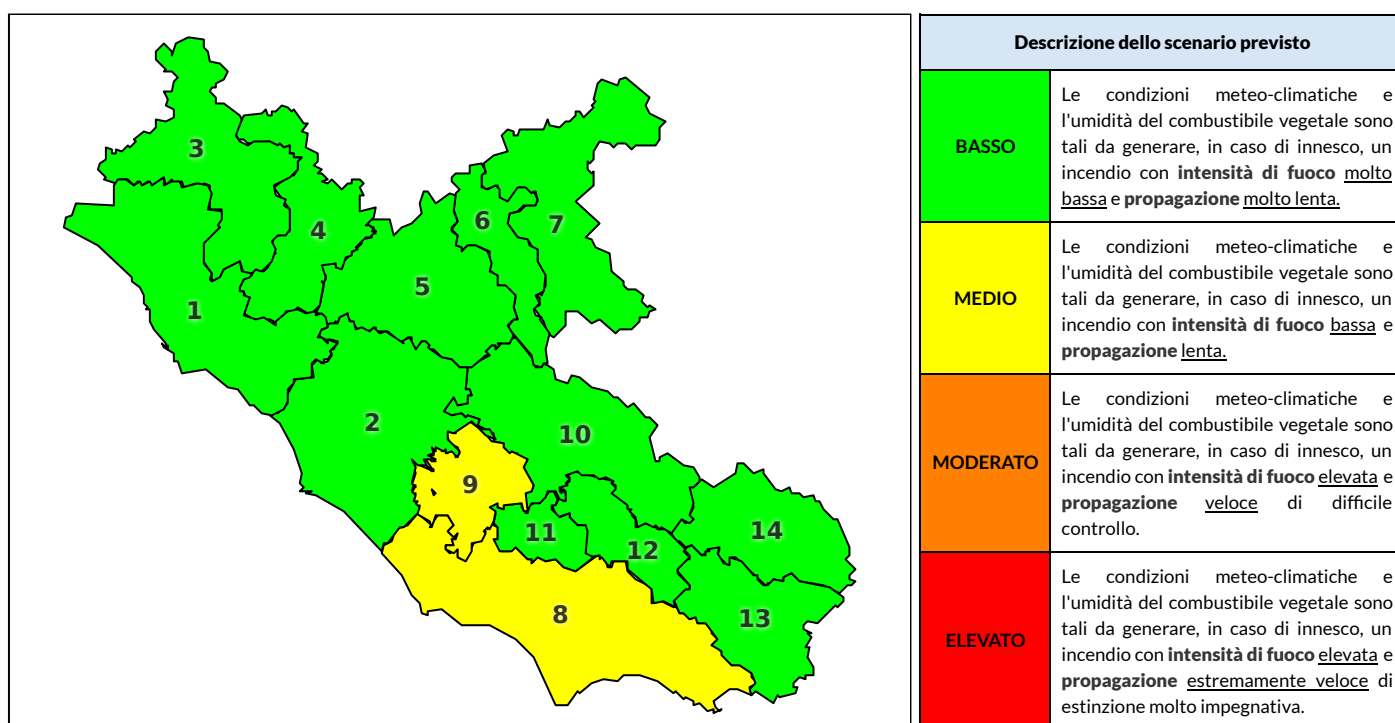 3
4
6
7
5
1
2
10
9
11
12
14
8
13
Descrizione dello scenario previsto
BASSO
Le condizioni meteo-climatiche e
l'umidità del combustibile vegetale sono
tali da generare, in caso di innesco, un
incendio con intensità di fuoco molto
bassa e propagazione molto lenta.
MEDIO
Le condizioni meteo-climatiche e
l'umidità del combustibile vegetale sono
tali da generare, in caso di innesco, un
incendio con intensità di fuoco bassa e
propagazione lenta.
MODERATO
Le condizioni meteo-climatiche e
l'umidità del combustibile vegetale sono
tali da generare, in caso di innesco, un
incendio con intensità di fuoco elevata e
propagazione veloce di difficile
controllo.
ELEVATO
Le condizioni meteo-climatiche e
l'umidità del combustibile vegetale sono
tali da generare, in caso di innesco, un
incendio con intensità di fuoco elevata e
propagazione estremamente veloce di
estinzione molto impegnativa.